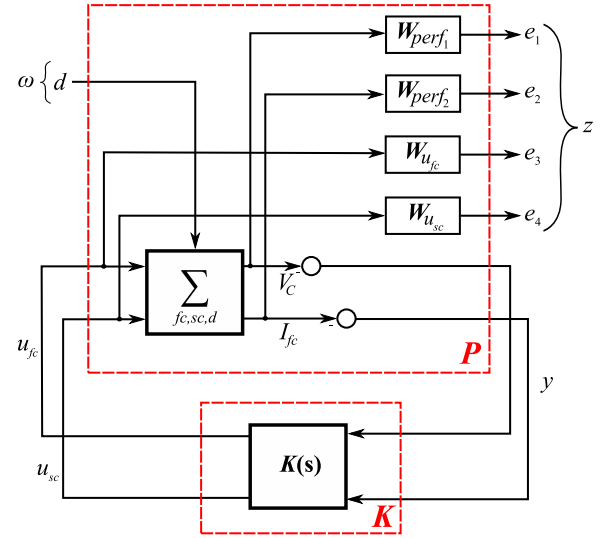 W_perf₁
e₁
ω { d
W_perf₂
e₂
z
W_u_fc
e₃
W_u_sc
e₄
∑
fc,sc,d
-
V_C
I_fc
-
P
u_fc
y
K(s)
u_sc
K